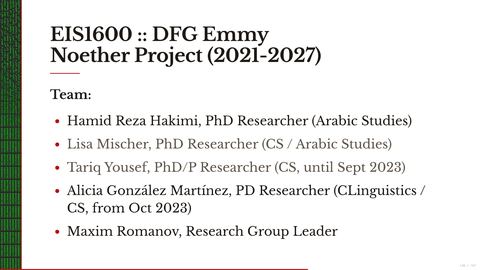 EIS1600 :: DFG Emmy
Noether Project (2021-2027)
Team:
• Hamid Reza Hakimi, PhD Researcher (Arabic Studies)
• Lisa Mischer, PhD Researcher (CS / Arabic Studies)
• Tariq Yousef, PhD/P Researcher (CS, until Sept 2023)
• Alicia González Martínez, PD Researcher (CLinguistics /
CS, from Oct 2023)
• Maxim Romanov, Research Group Leader